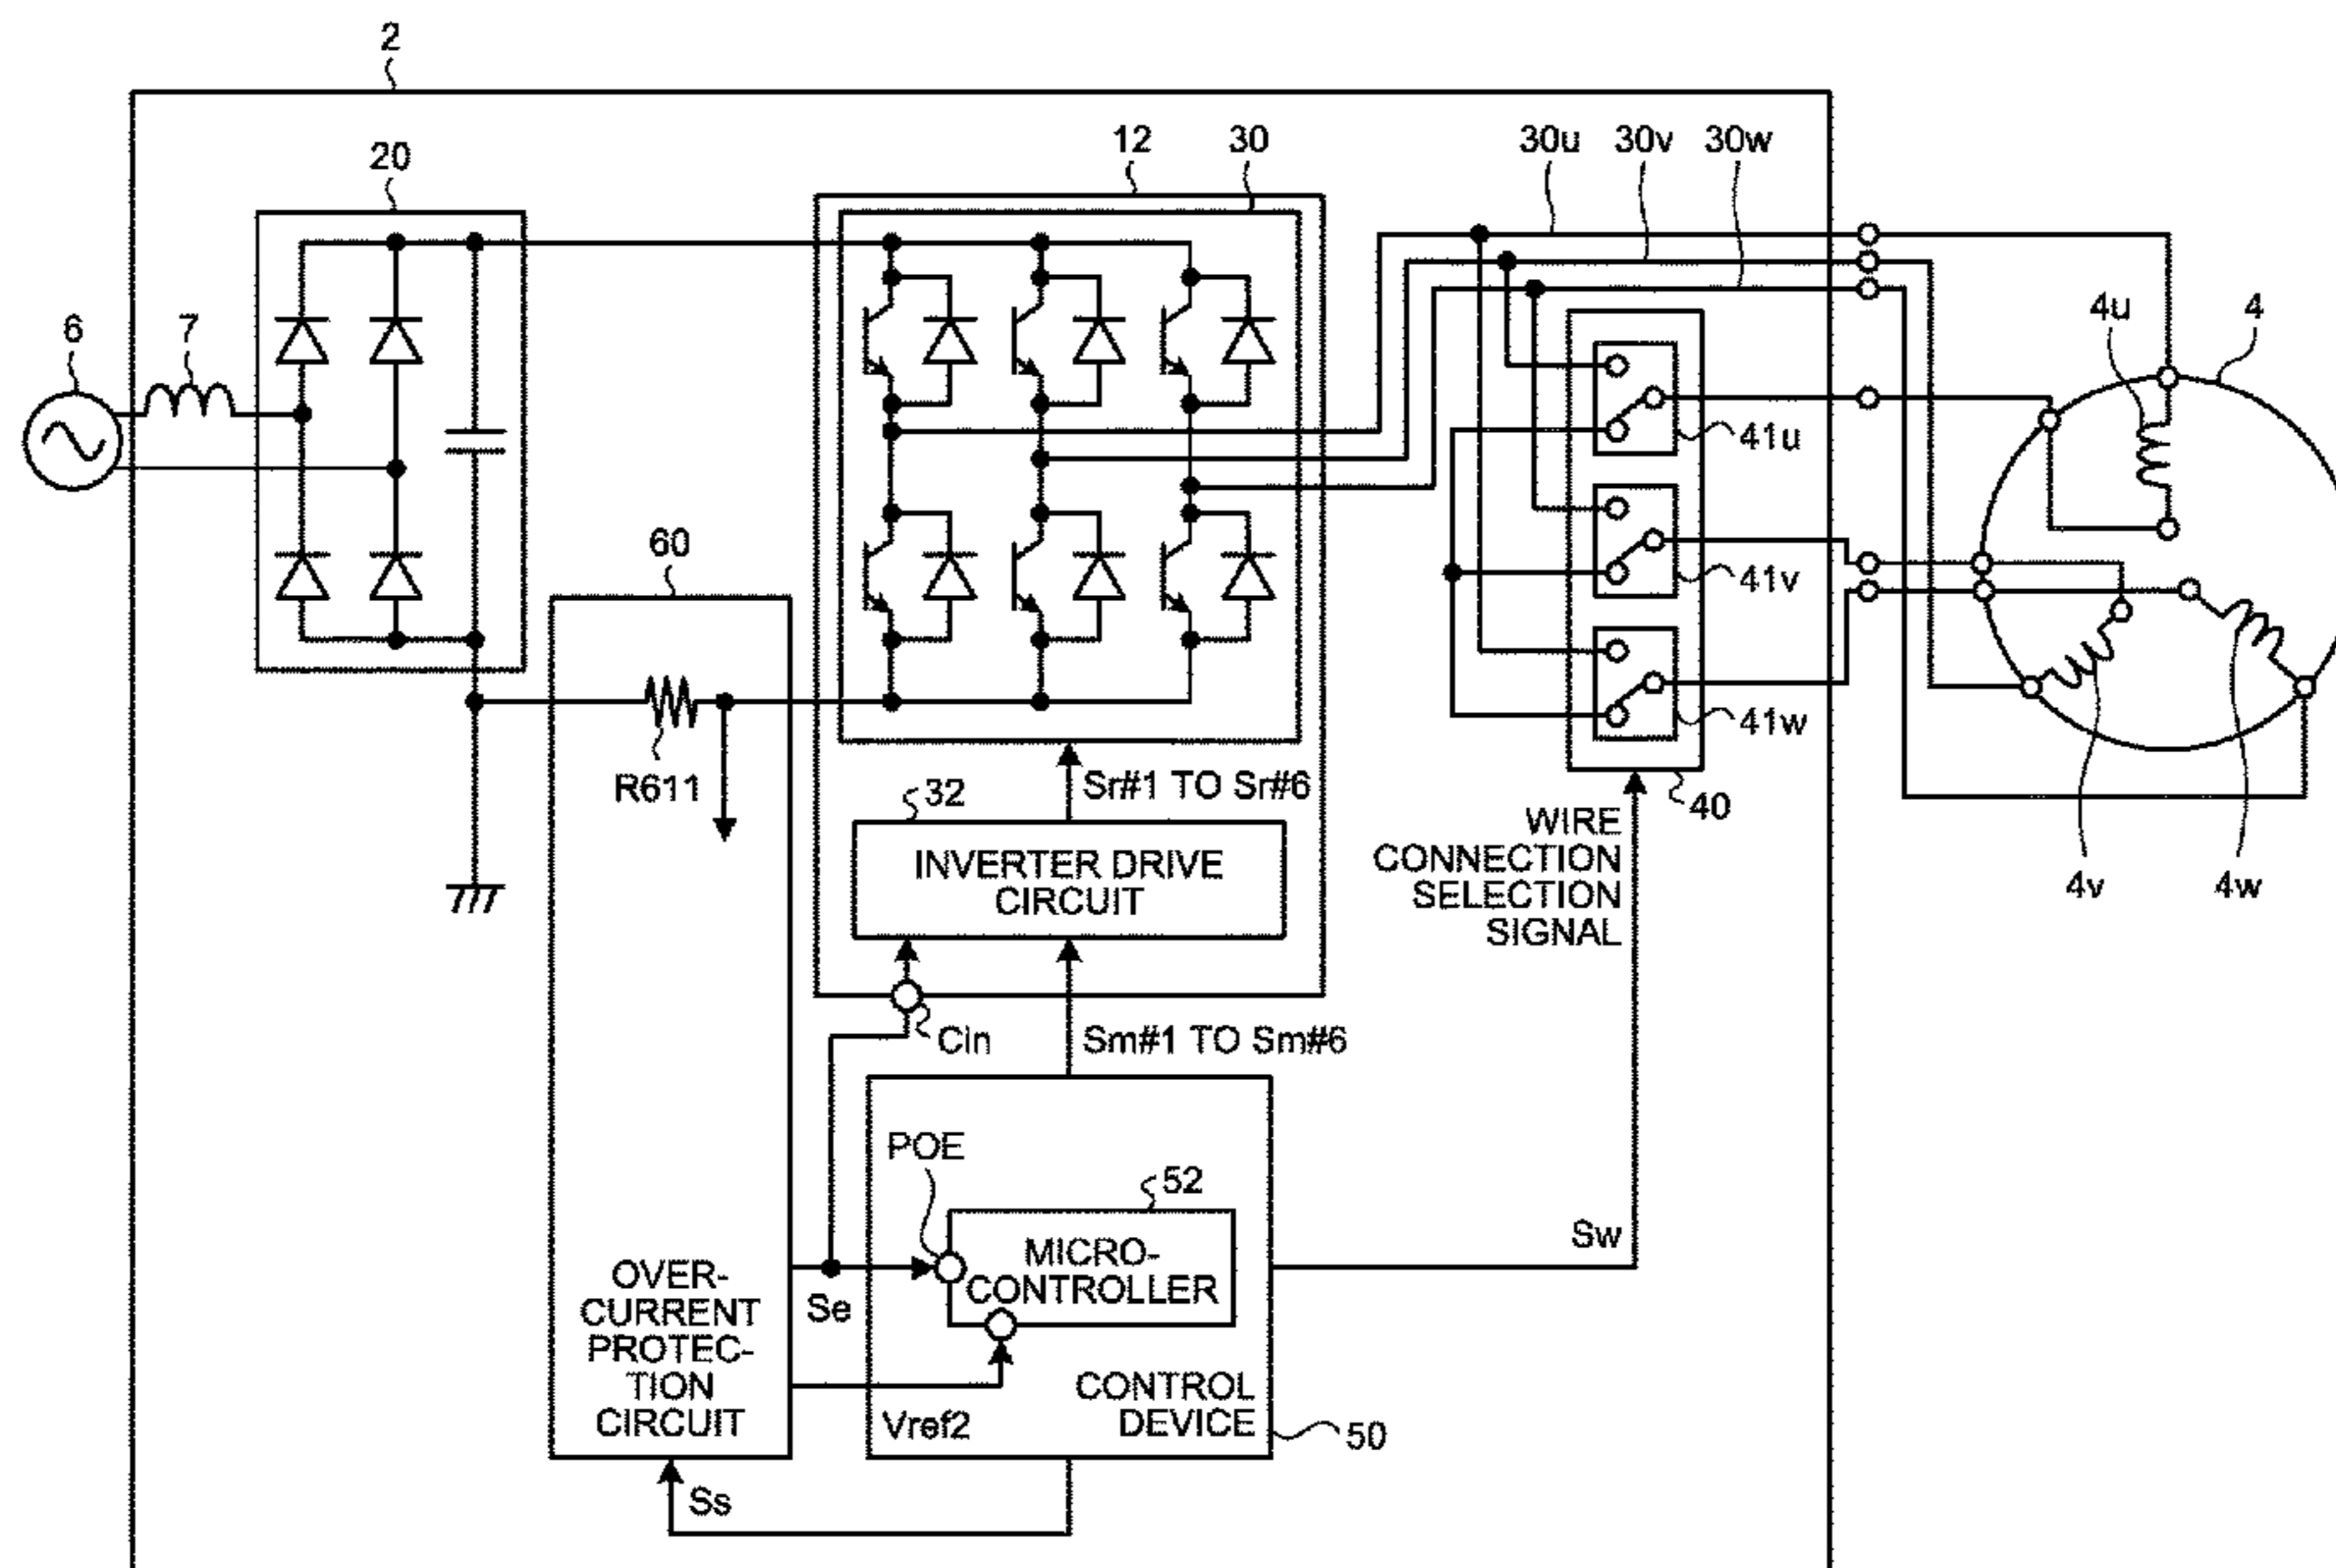 2
12
30
30u
30v
30w
20
6
7
4u
4
60
41u
41v
41w
R611
Sr#1 TO Sr#6
32
40
INVERTER DRIVE
CIRCUIT
WIRE
CONNECTION
SELECTION
SIGNAL
4v
4w
Cin
Sm#1 TO Sm#6
POE
52
MICRO-
CONTROLLER
Sw
OVER-
CURRENT
PROTEC-
TION
CIRCUIT
Se
Vref2
CONTROL
DEVICE
50
Ss